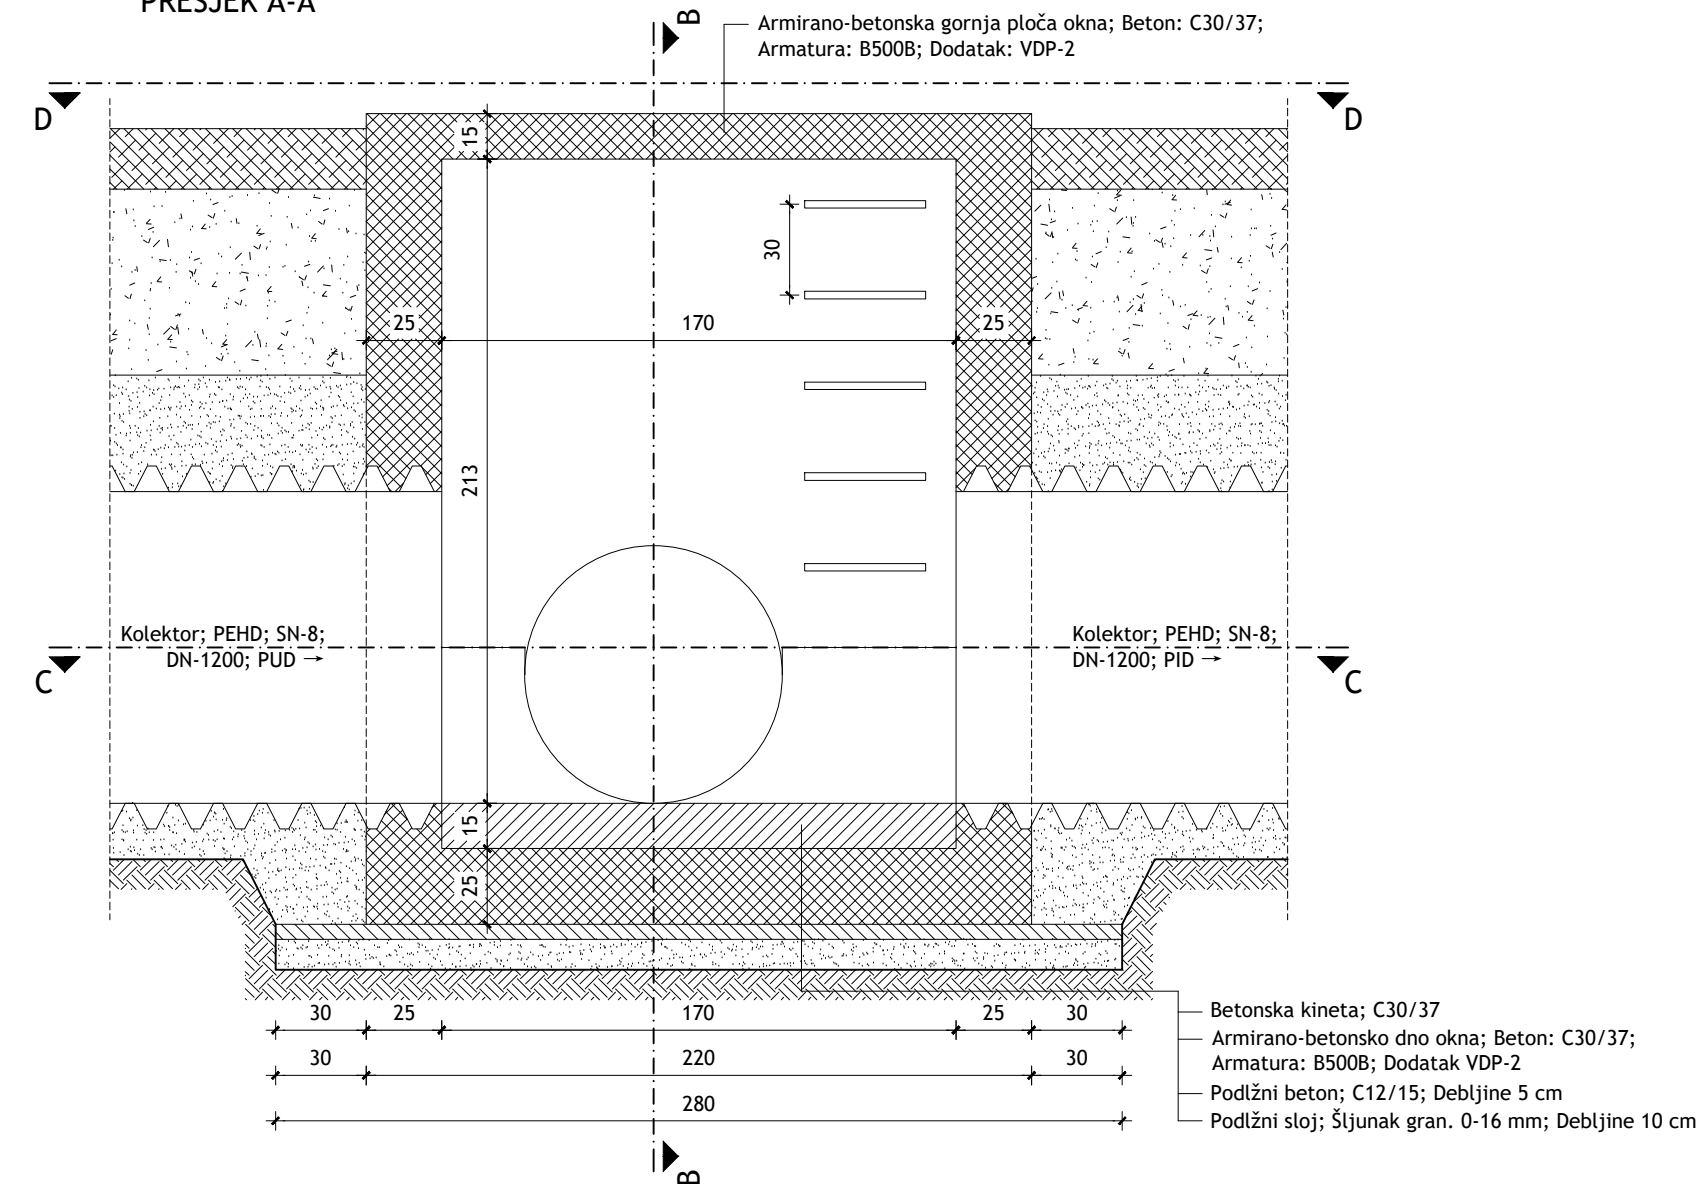 PRESJEK A-A
B
Armirano-betonska gornja ploča okna; Beton: C30/37;
Armatura: B500B; Dodatak: VDP-2
D
D
15
30
25
170
25
213
Kolektor; PEHD; SN-8;
DN-1200; PUD →
Kolektor; PEHD; SN-8;
DN-1200; PID →
C
C
15
25
30
25
170
25
30
30
220
30
280
Betonska kineta; C30/37
Armirano-betonsko dno okna; Beton: C30/37;
Armatura: B500B; Dodatak VDP-2
Podlžni beton; C12/15; Debljine 5 cm
Podlžni sloj; Šljunak gran. 0-16 mm; Debljine 10 cm
B